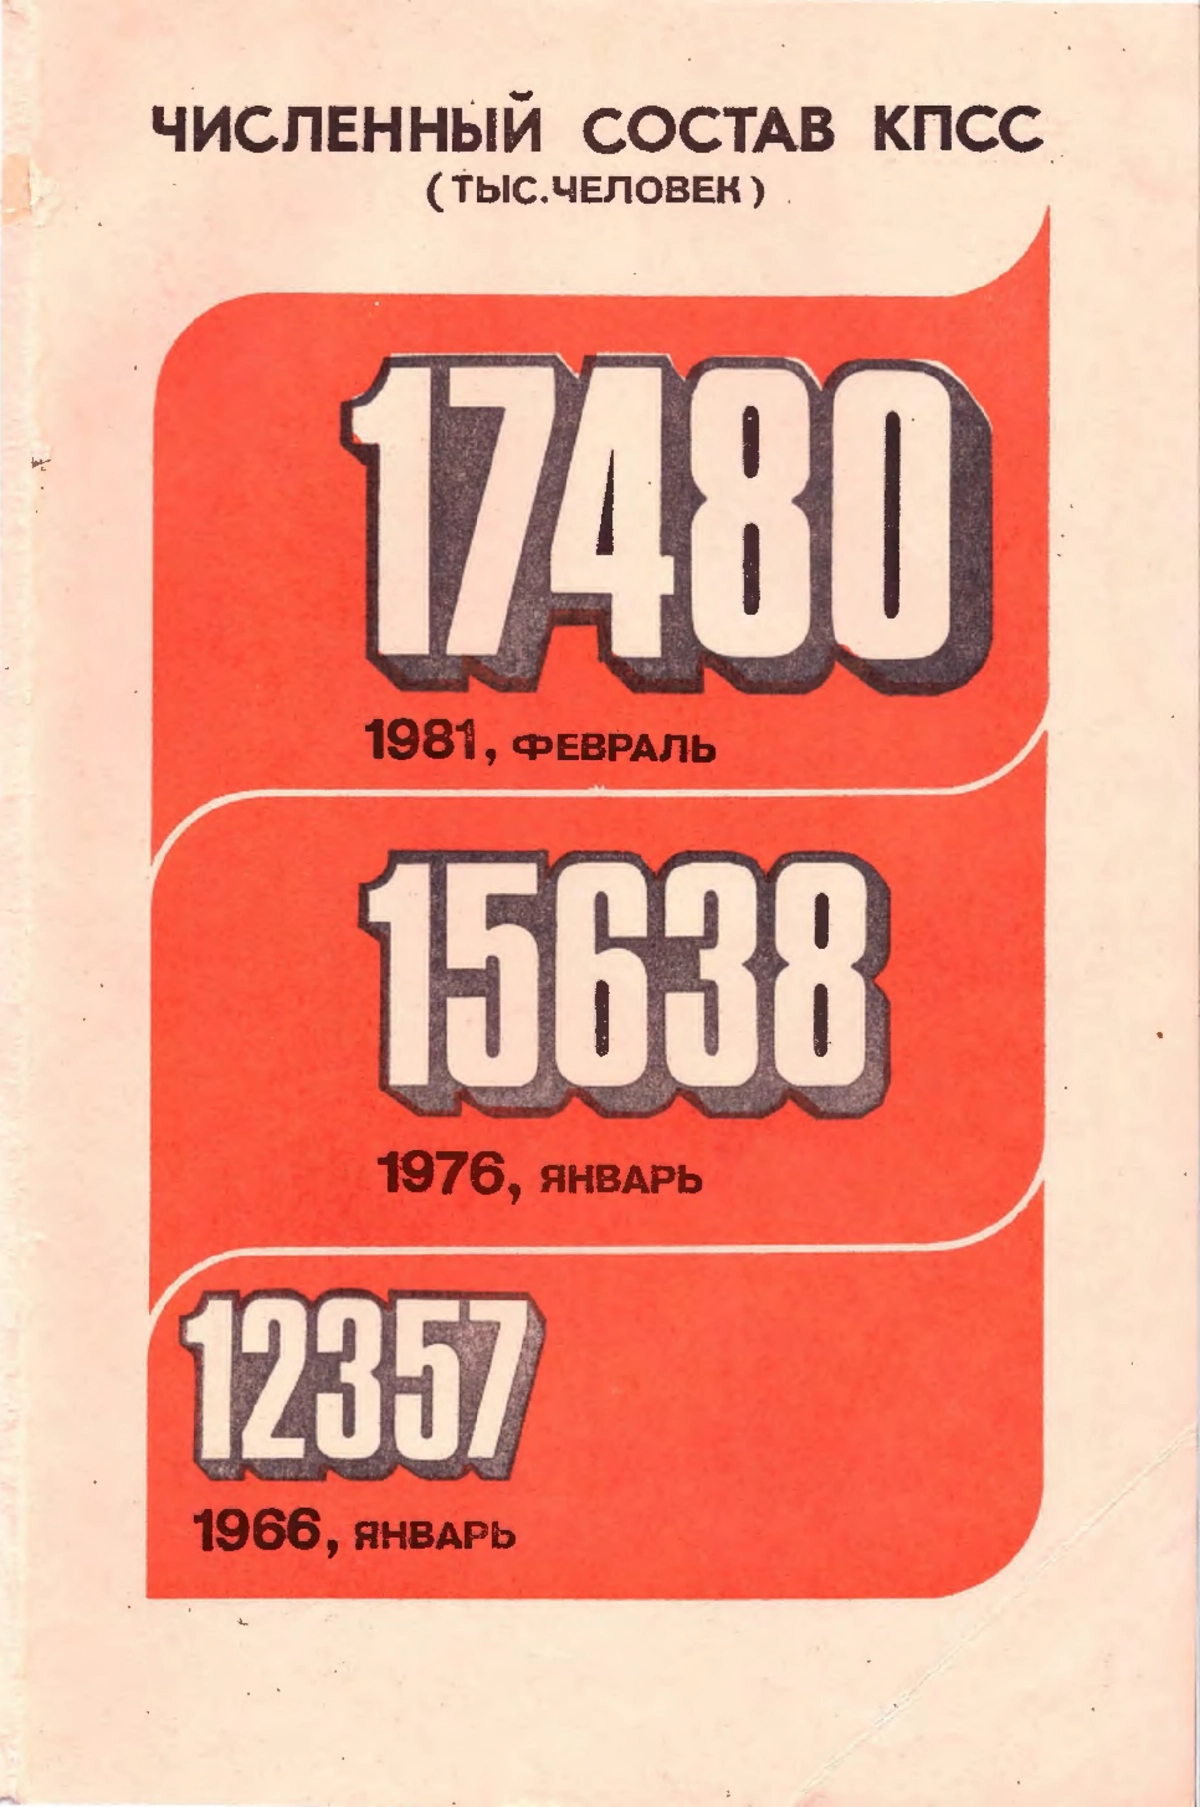 ЧИСЛЕННЫЙ СОСТАВ КПСС
(ТЫС.ЧЕЛОВЕК)
17480
1981, ФЕВРАЛЬ
15638
1976, ЯНВАРЬ
12357
1966, ЯНВАРЬ